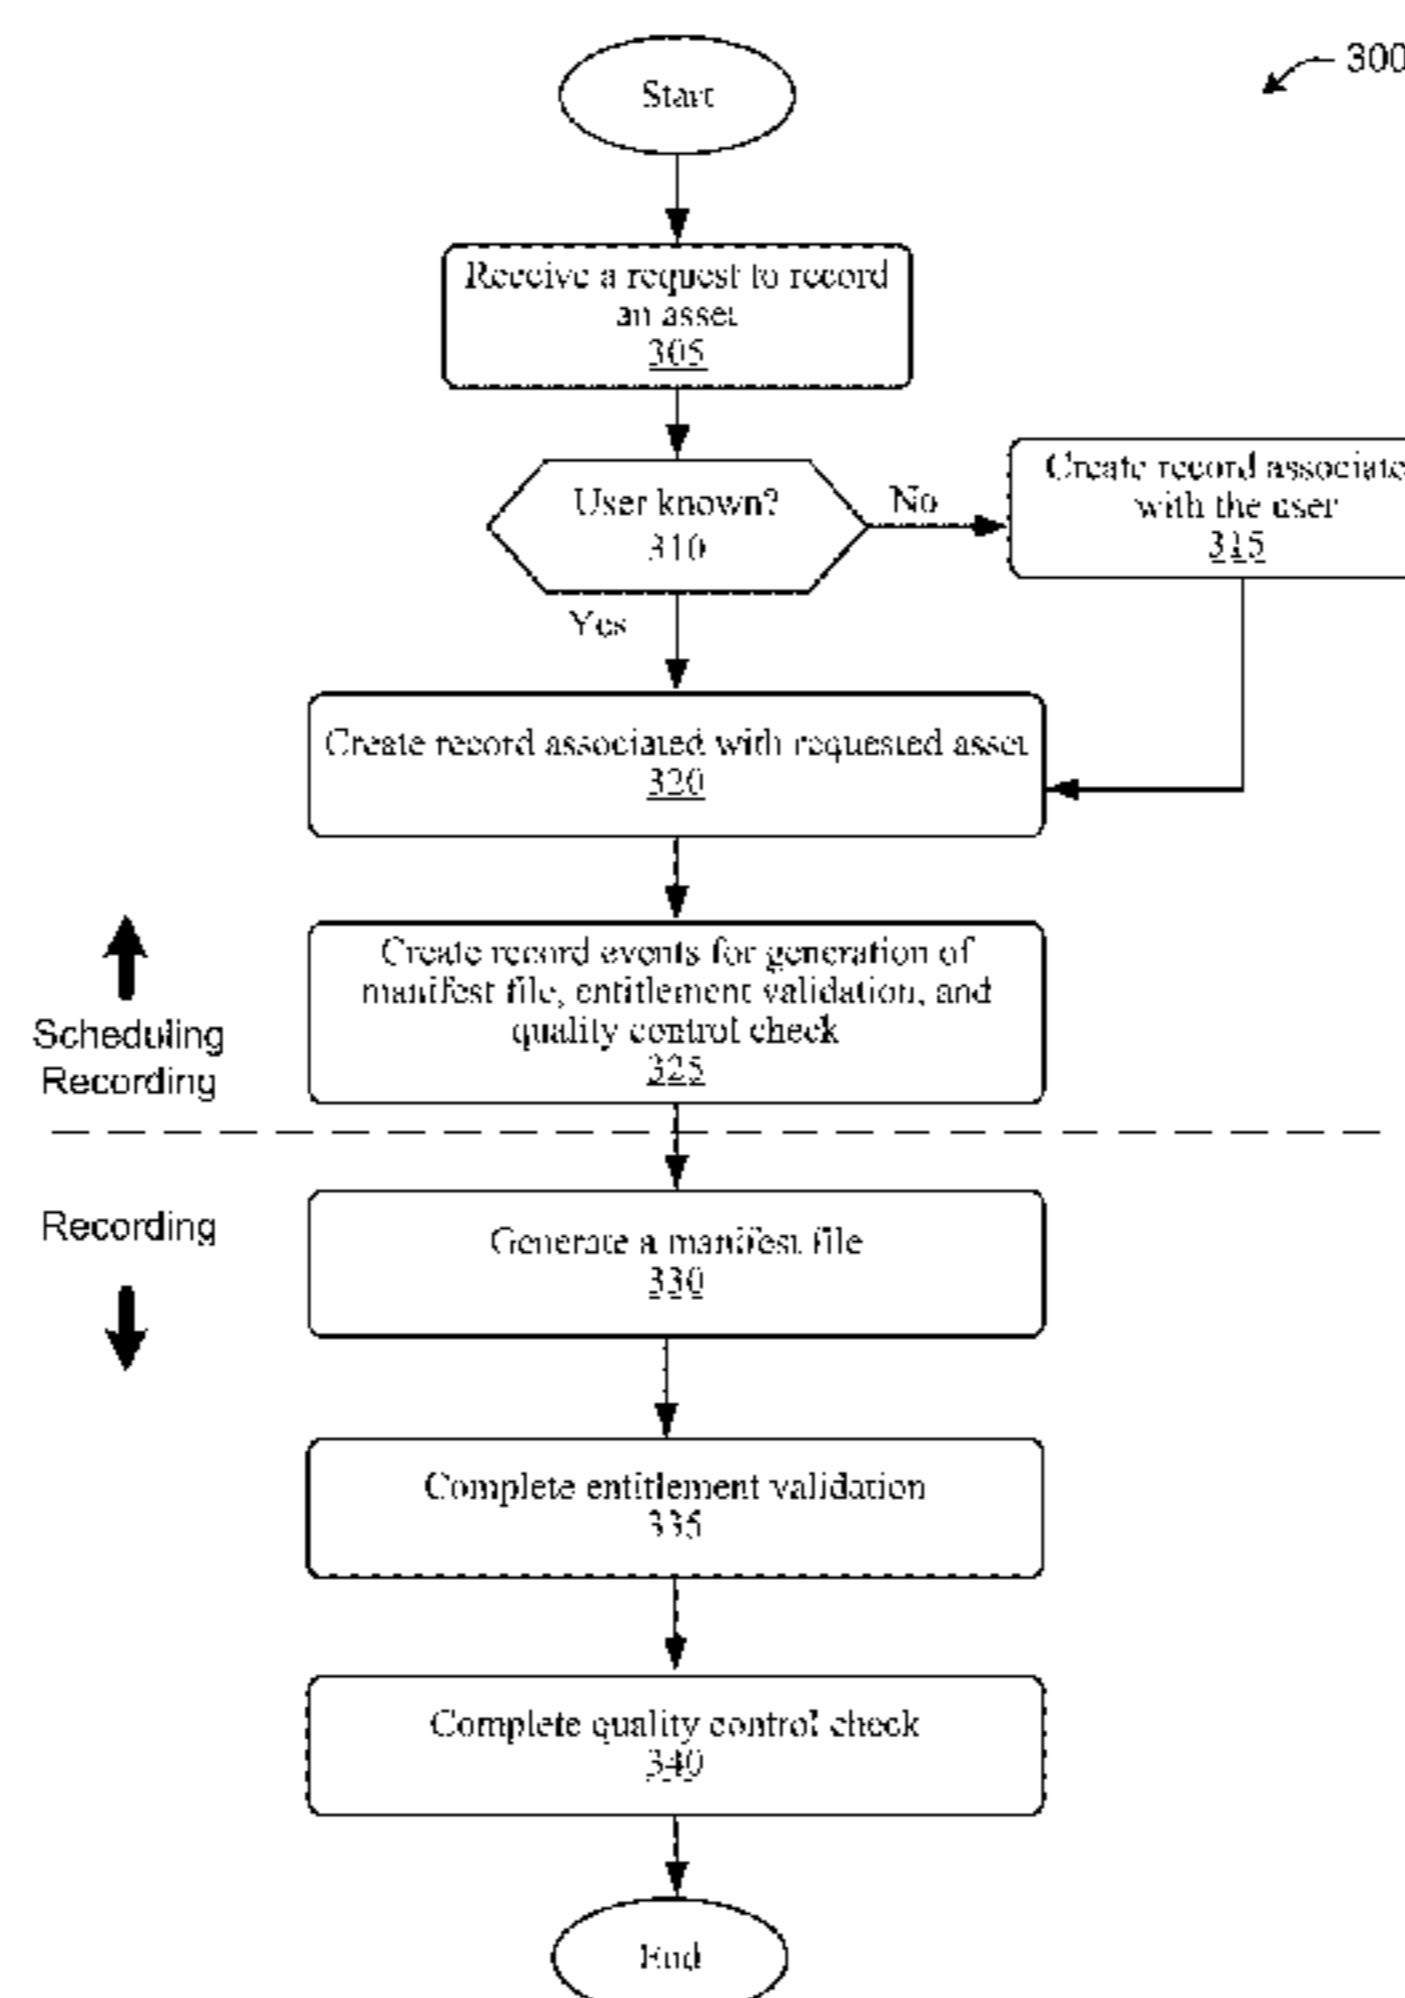 300
Start
Receive a request to record
an asset
305
User known?
310
No
Create record associate
with the user
315
Yes
Create record associated with requested asset
320
Create record events for generation of
manifest file, entitlement validation, and
quality control check
325
Scheduling
Recording
Recording
Generate a manifest file
330
Complete entitlement validation
335
Complete quality control check
340
End